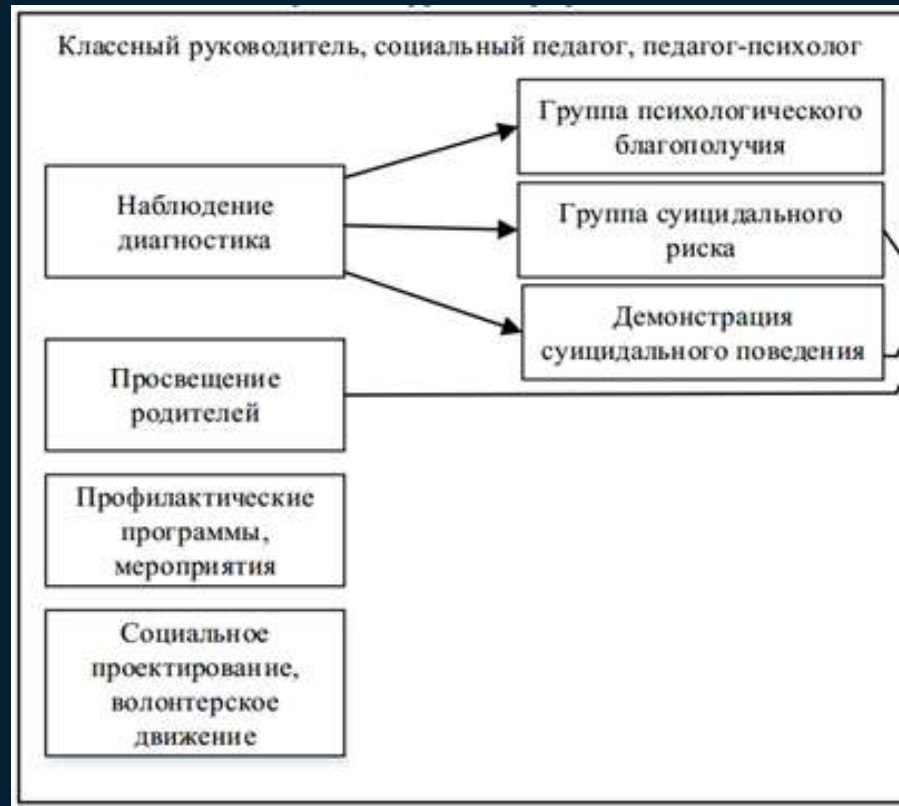 Классный руководитель, социальный педагог, педагог-психолог
Группа психологического
благополучия
Наблюдение
диагностика
Группа суицидального
риска
Демонстрация
суицидального поведения
Просвещение
родителей
Профилактические
программы,
мероприятия
Социальное
проектирование,
волонтерское
движение